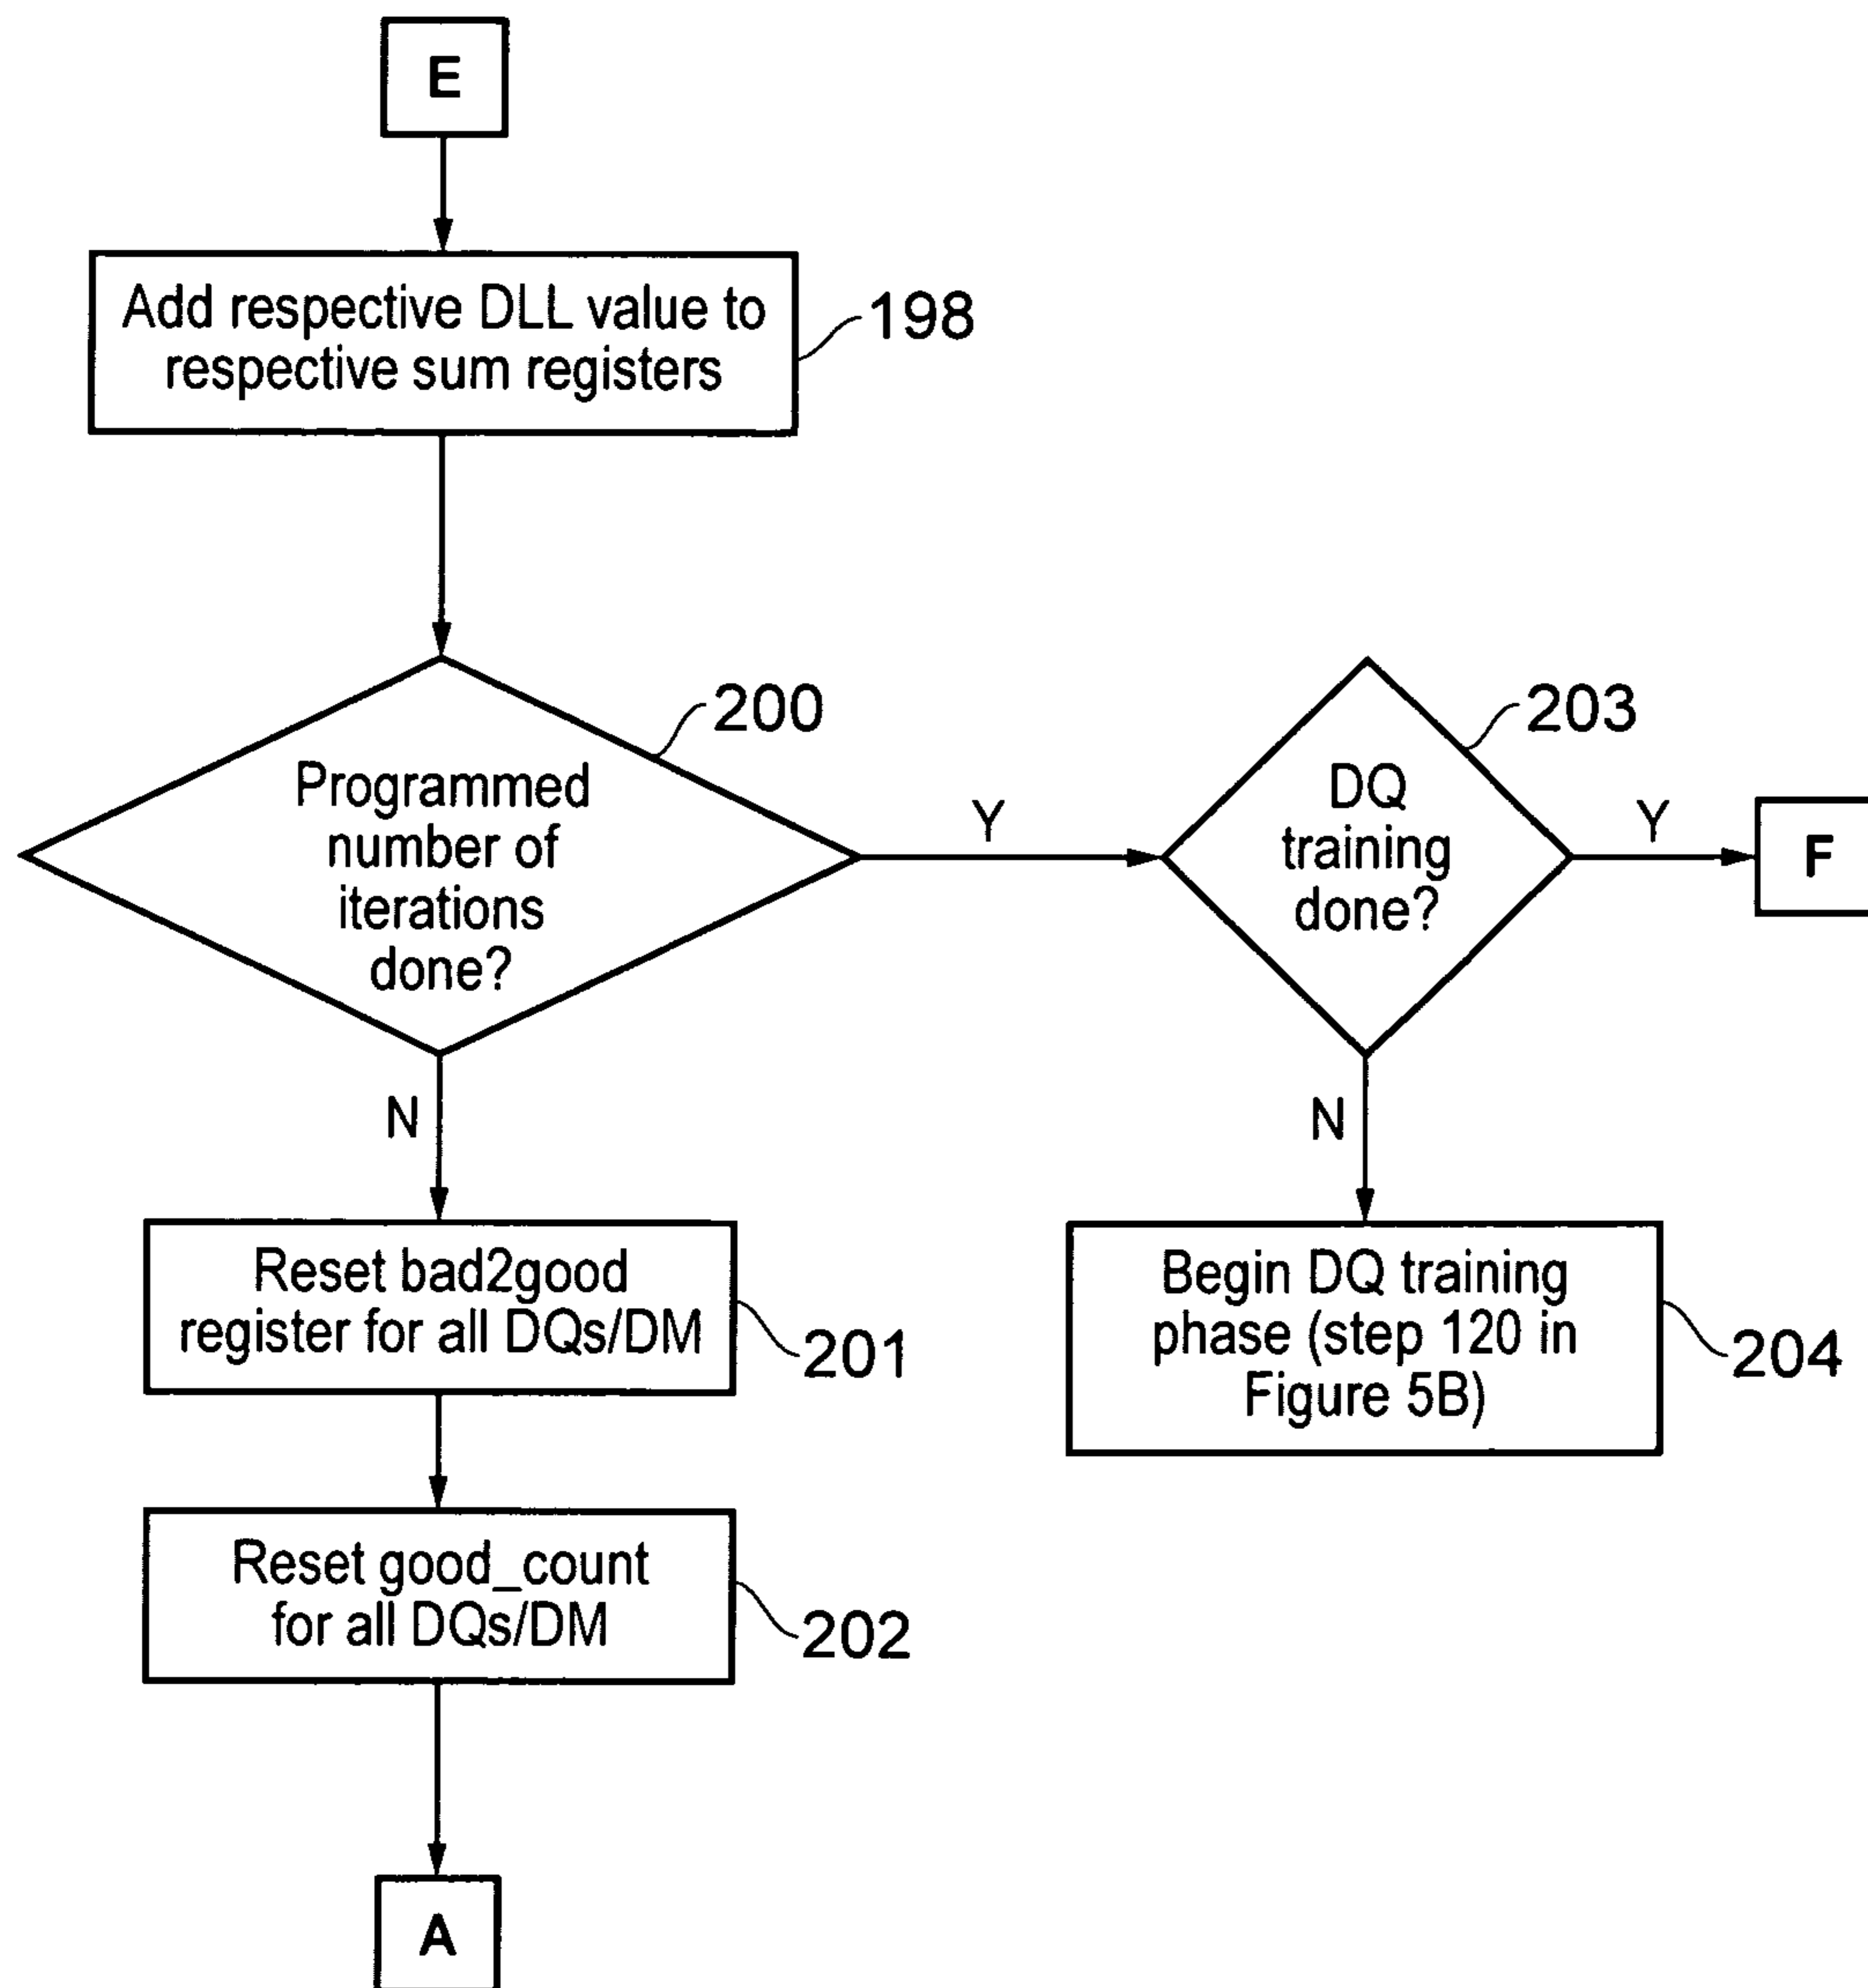 E
Add respective DLL value to
respective sum registers
198
Programmed
number of
iterations
done?
200
Y
DQ
training
done?
203
Y
F
N
Reset bad2good
register for all DQs/DM
201
N
Begin DQ training
phase (step 120 in
Figure 5B)
204
Reset good_count
for all DQs/DM
202
A